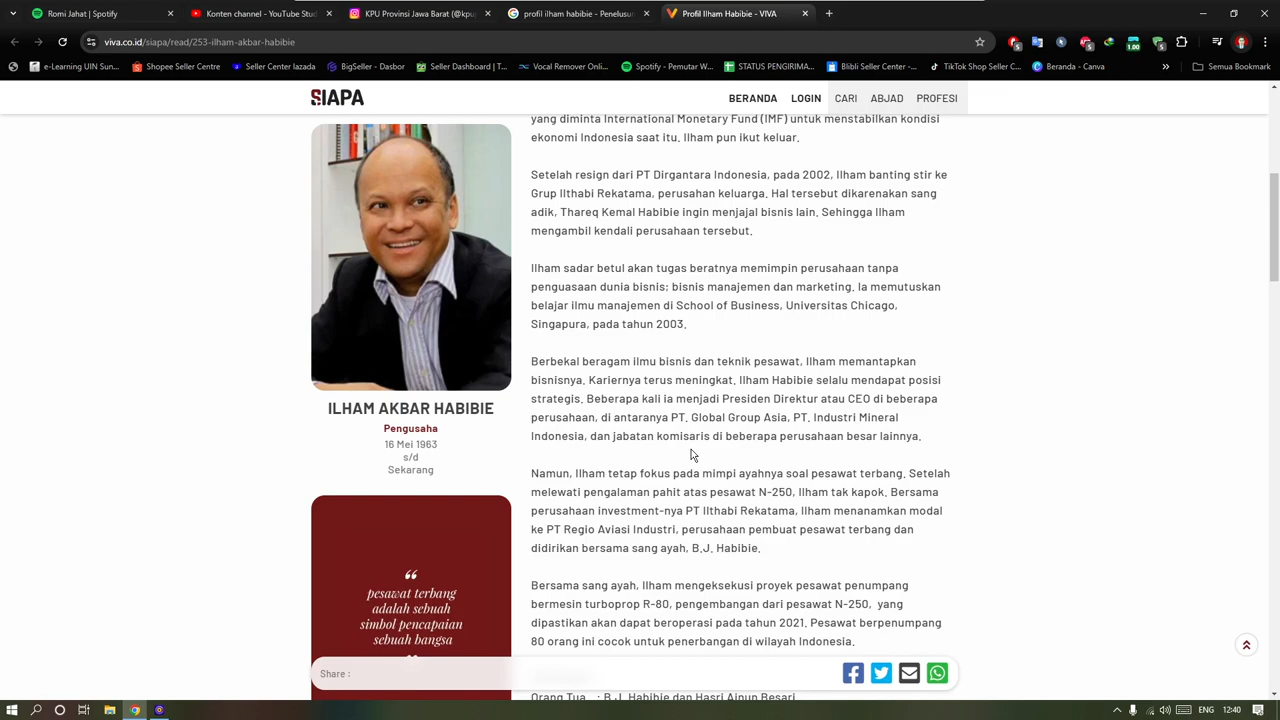 Romi Jahat | Spotify
Konten channel - YouTube Stud
KPU Provinsi Jawa Barat (@kpuj
profil ilham habibie - Penelusur
Profil Ilham Habibie - VIVA
viva.co.id/siapa/read/253-ilham-akbar-habibie
e-Learning UIN Sun...
Shopee Seller Centre
Seller Center lazada
BigSeller - Dasbor
Seller Dashboard | T...
Vocal Remover Onli...
Spotify - Pemutar W...
STATUS PENGIRIMA...
Blibli Seller Center -...
TikTok Shop Seller C...
Beranda - Canva
Semua Bookmark
SIAPA
BERANDA LOGIN CARI ABJAD PROFESI
yang diminta International Monetary Fund (IMF) untuk menstabilkan kondisi
ekonomi Indonesia saat itu. Ilham pun ikut keluar.
Setelah resign dari PT Dirgantara Indonesia, pada 2002, Ilham banting stir ke
Grup Ilthabi Rekatama, perusahan keluarga. Hal tersebut dikarenakan sang
adik, Thareq Kemal Habibie ingin menjajal bisnis lain. Sehingga Ilham
mengambil kendali perusahaan tersebut.
Ilham sadar betul akan tugas beratnya memimpin perusahaan tanpa
penguasaan dunia bisnis; bisnis manajemen dan marketing. Ia memutuskan
belajar ilmu manajemen di School of Business, Universitas Chicago,
Singapura, pada tahun 2003.
Berbekal beragam ilmu bisnis dan teknik pesawat, Ilham memantapkan
bisnisnya. Kariernya terus meningkat. Ilham Habibie selalu mendapat posisi
strategis. Beberapa kali ia menjadi Presiden Direktur atau CEO di beberapa
perusahaan, di antaranya PT. Global Group Asia, PT. Industri Mineral
Indonesia, dan jabatan komisaris di beberapa perusahaan besar lainnya.
Namun, Ilham tetap fokus pada mimpi ayahnya soal pesawat terbang. Setelah
melewati pengalaman pahit atas pesawat N-250, Ilham tak kapok. Bersama
perusahaan investment-nya PT Ilthabi Rekatama, Ilham menanamkan modal
ke PT Regio Aviasi Industri, perusahaan pembuat pesawat terbang dan
didirikan bersama sang ayah, B.J. Habibie.
Bersama sang ayah, Ilham mengeksekusi proyek pesawat penumpang
bermesin turboprop R-80, pengembangan dari pesawat N-250, yang
dipastikan akan dapat beroperasi pada tahun 2021. Pesawat berpenumpang
80 orang ini cocok untuk penerbangan di wilayah Indonesia.
Orang Tua : B.J. Habibie dan Hasri Ainun Besari
ILHAM AKBAR HABIBIE
Pengusaha
16 Mei 1963
s/d
Sekarang
“
pesawat terbang
adalah sebuah
simbol pencapaian
sebuah bangsa
Share :
1.00
IND 12:40